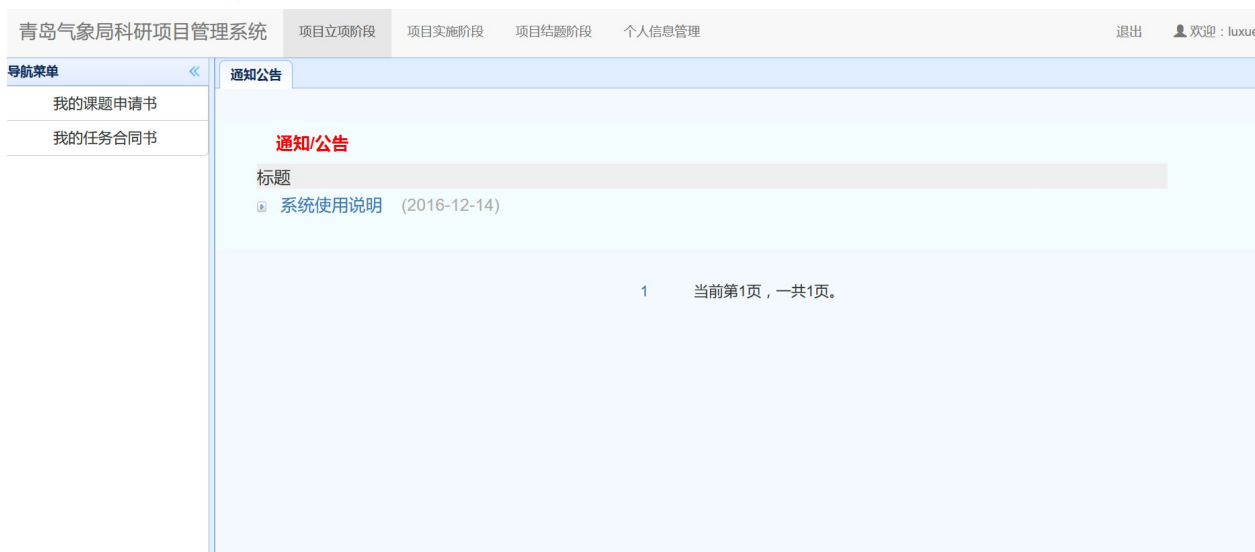 青岛气象局科研项目管理系统 项目立项阶段 项目实施阶段 项目结题阶段 个人信息管理 退出 欢迎：luxue
导航菜单 通知公告
我的课题申请书
我的任务合同书
通知/公告
标题
系统使用说明 (2016-12-14)
1 当前第1页，一共1页。